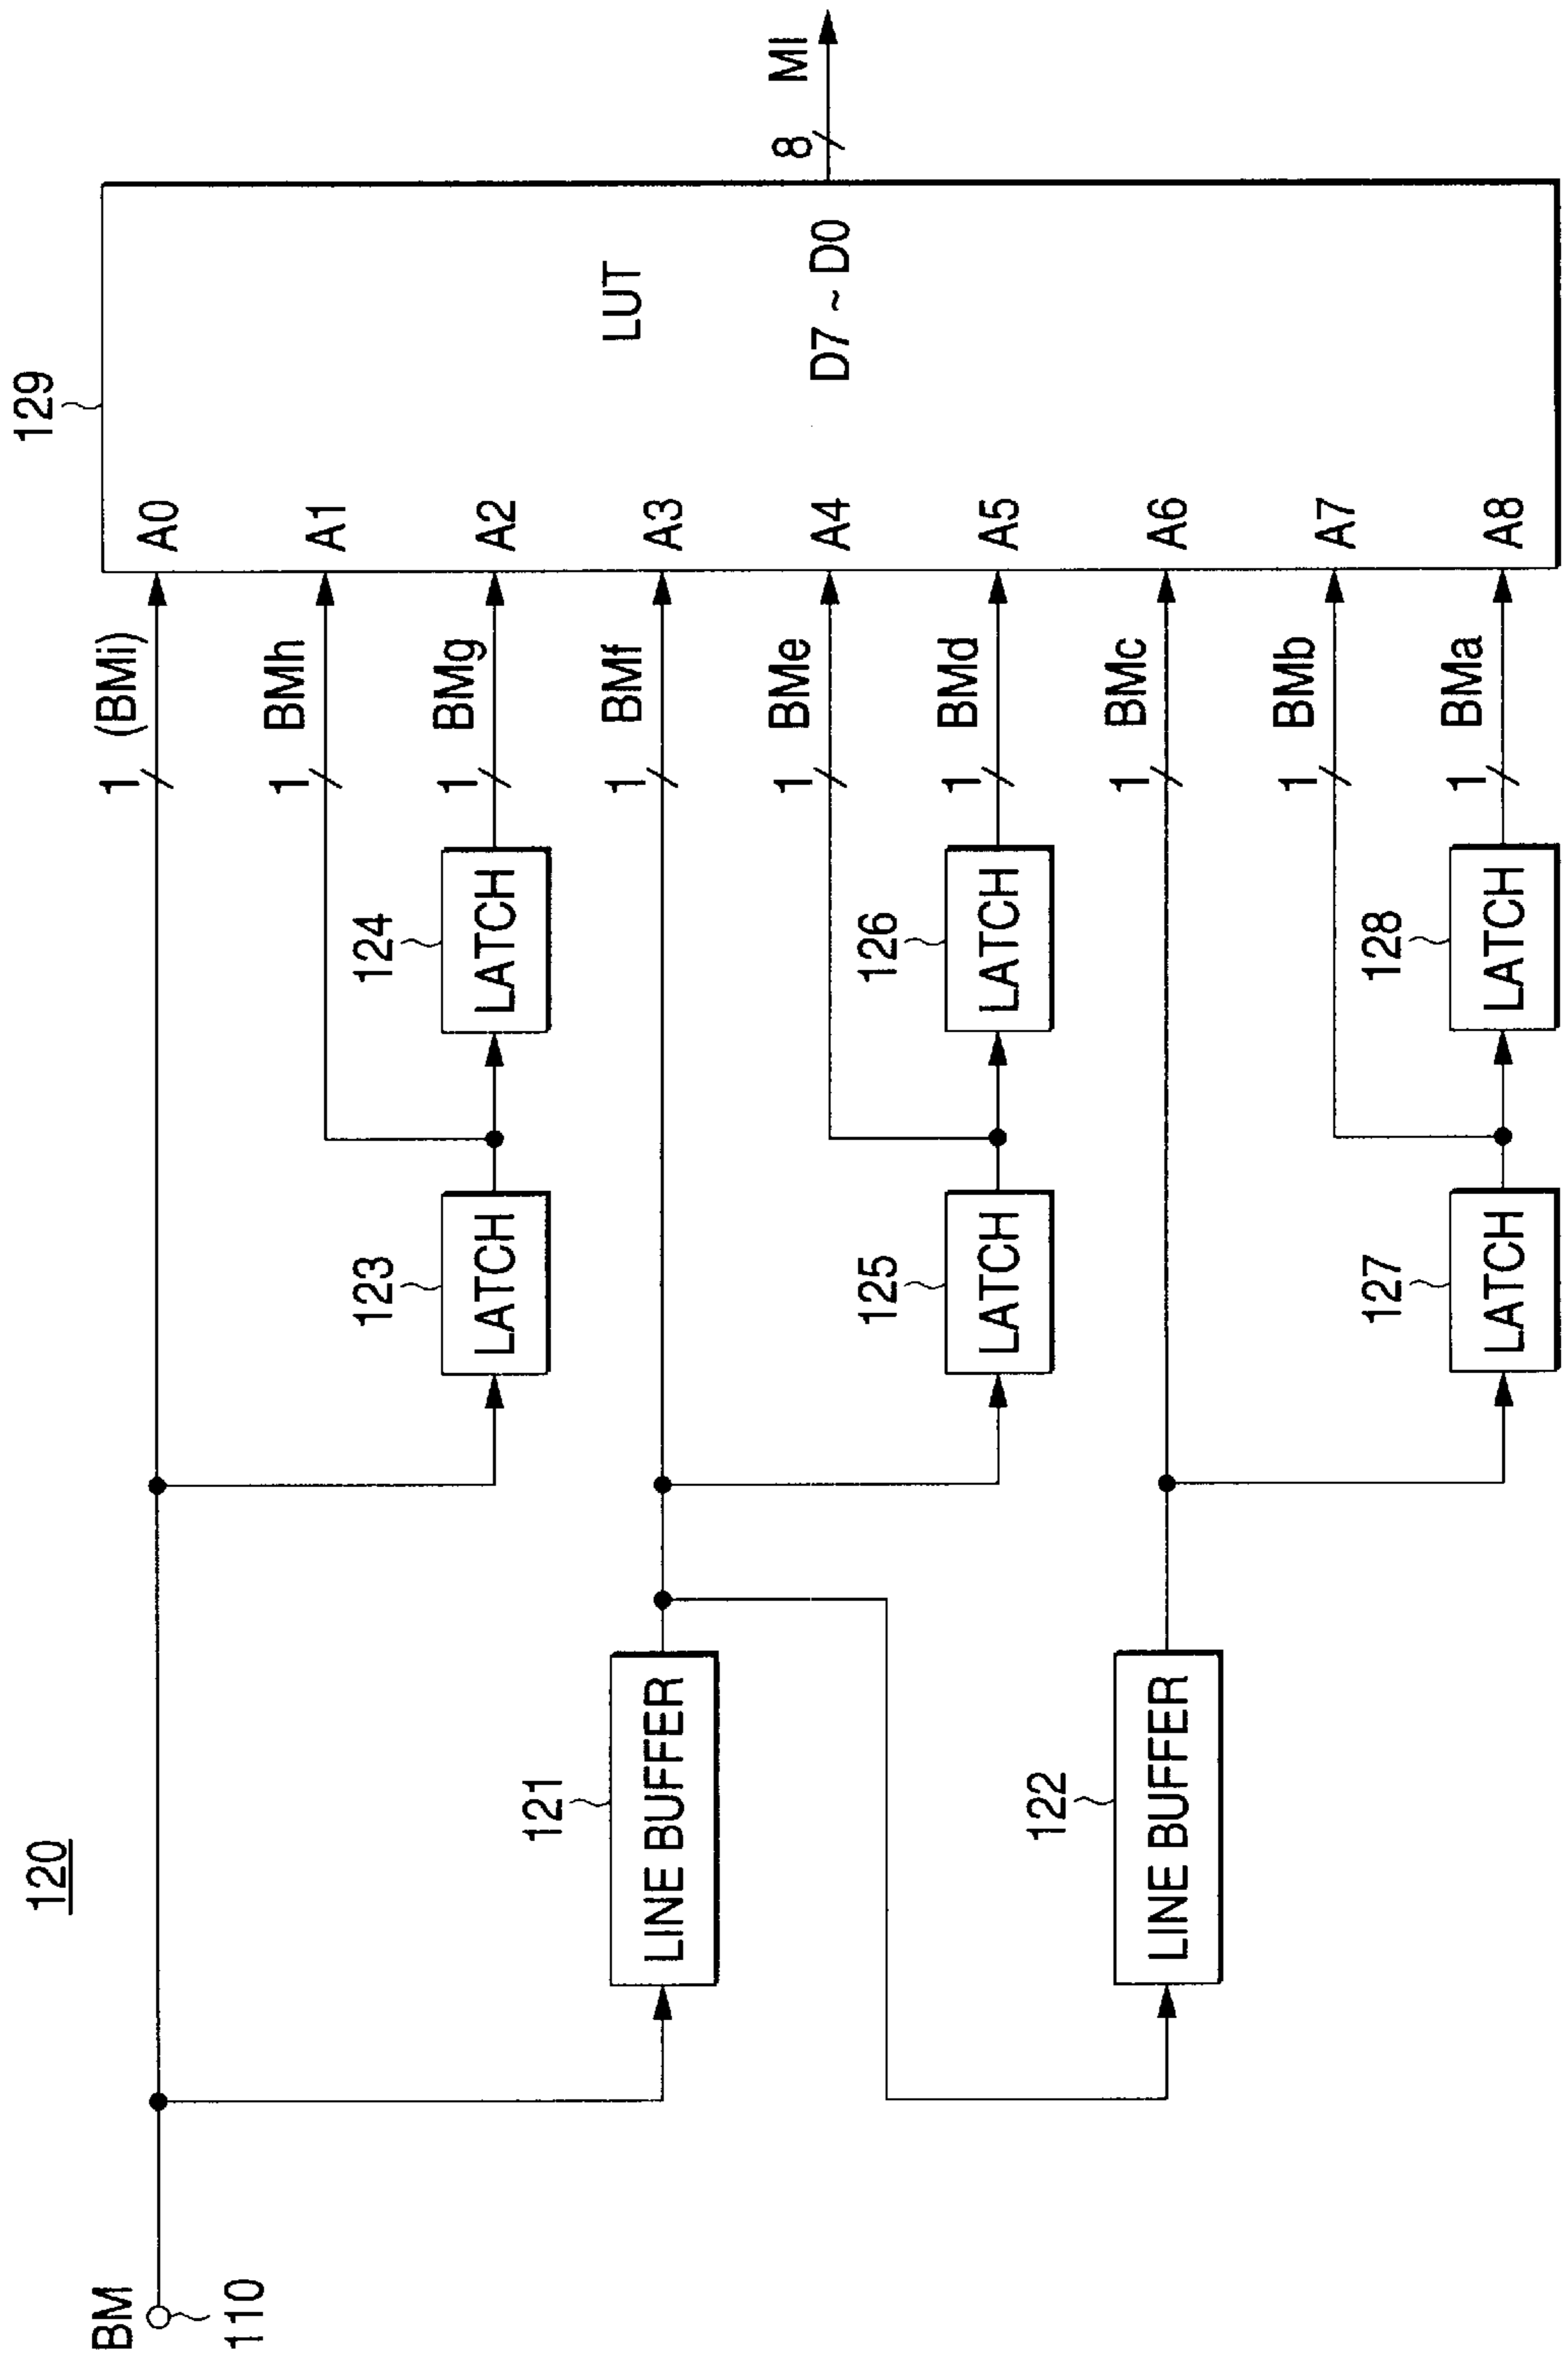 120
BM
110
121
LINE BUFFER
122
LINE BUFFER
123
LATCH
124
LATCH
125
LATCH
126
LATCH
127
LATCH
128
LATCH
1 (BMi)
1 BMh
1 BMg
1 BMf
1 BMe
1 BMd
1 BMc
1 BMb
1 BMa
129
A0
A1
A2
A3
A4
A5
A6
A7
A8
LUT
D7 ~ D0
8 MI